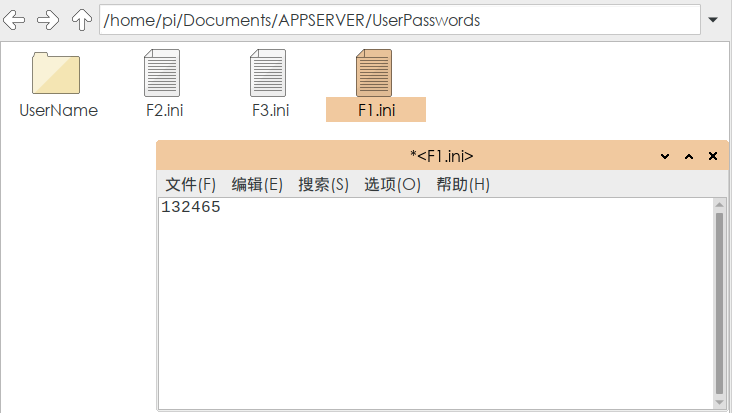 /home/pi/Documents/APPSERVER/UserPasswords
UserName F2.ini F3.ini F1.ini
*<F1.ini>
文件(F) 编辑(E) 搜索(S) 选项(O) 帮助(H)
132465